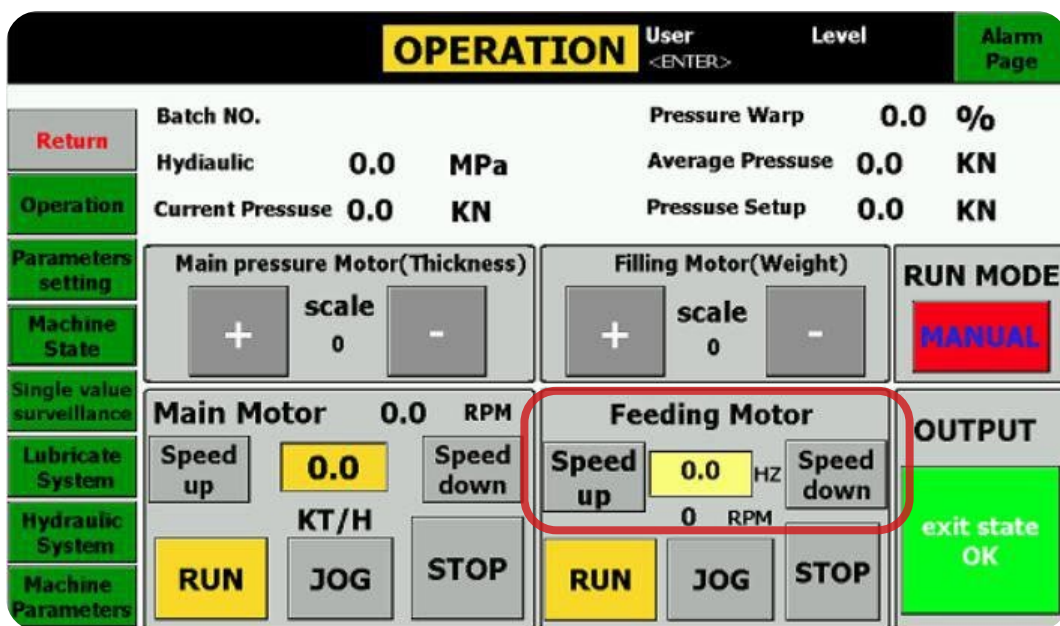 OPERATION
User Level
<ENTER>
Alarm
Page
Return
Operation
Parameters
setting
Machine
State
Single value
surveillance
Lubricate
System
Hydraulic
System
Machine
Parameters
Batch NO.
Hydiaulic 0.0 MPa
Current Pressuse 0.0 KN
Pressure Warp 0.0 %
Average Pressuse 0.0 KN
Pressuse Setup 0.0 KN
Main pressure Motor(Thickness)
+ scale -
0
Filling Motor(Weight)
+ scale -
0
RUN MODE
MANUAL
Main Motor 0.0 RPM
Speed
up
0.0
Speed
down
KT/H
RUN JOG STOP
Feeding Motor
Speed
up
0.0 HZ
Speed
down
0 RPM
RUN JOG STOP
OUTPUT
exit state
OK